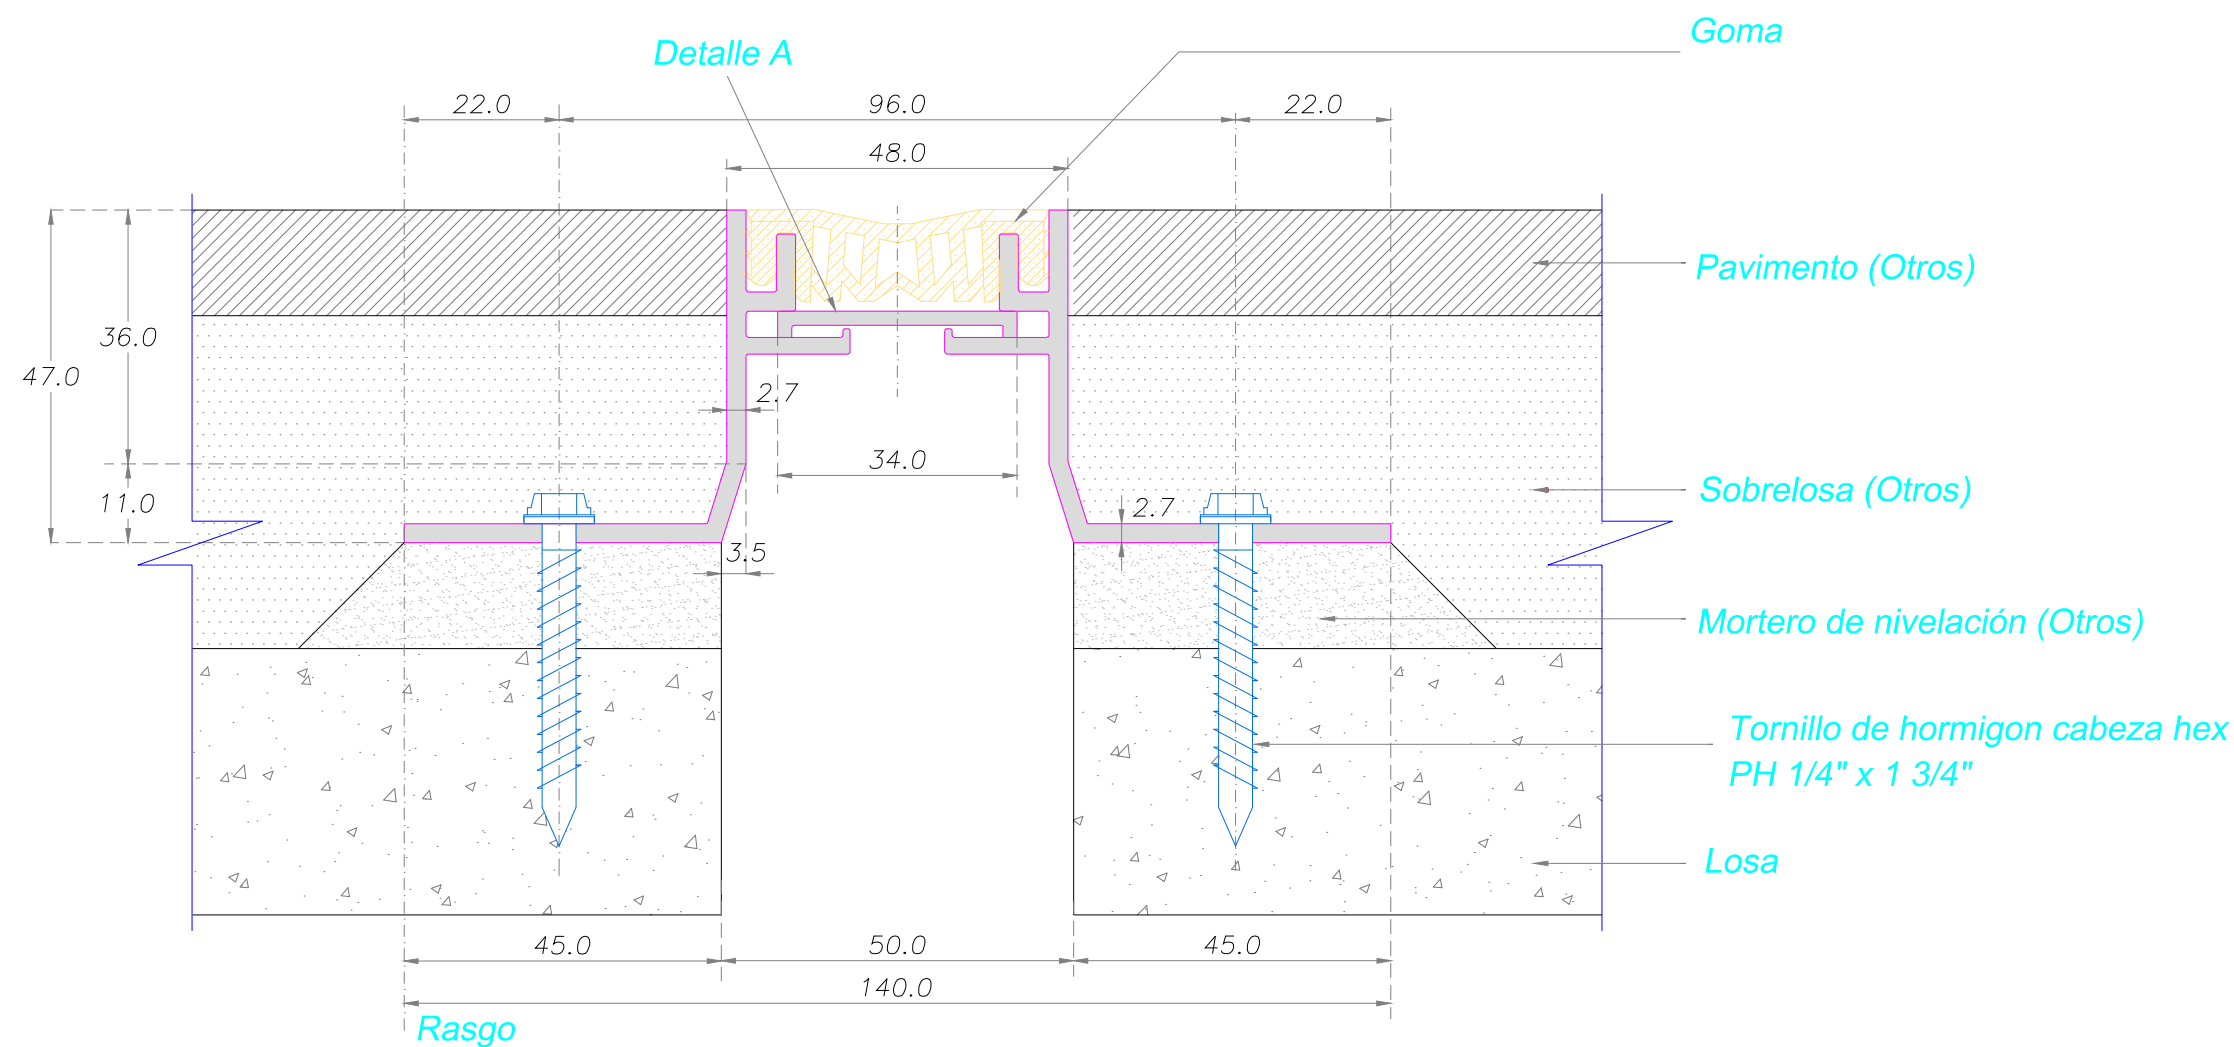 Goma
Detalle A
22.0
96.0
22.0
48.0
Pavimento (Otros)
36.0
47.0
2.7
34.0
11.0
Sobrelosa (Otros)
2.7
3.5
Mortero de nivelación (Otros)
Tornillo de hormigon cabeza hex
PH 1/4" x 1 3/4"
Losa
45.0
50.0
45.0
140.0
Rasgo